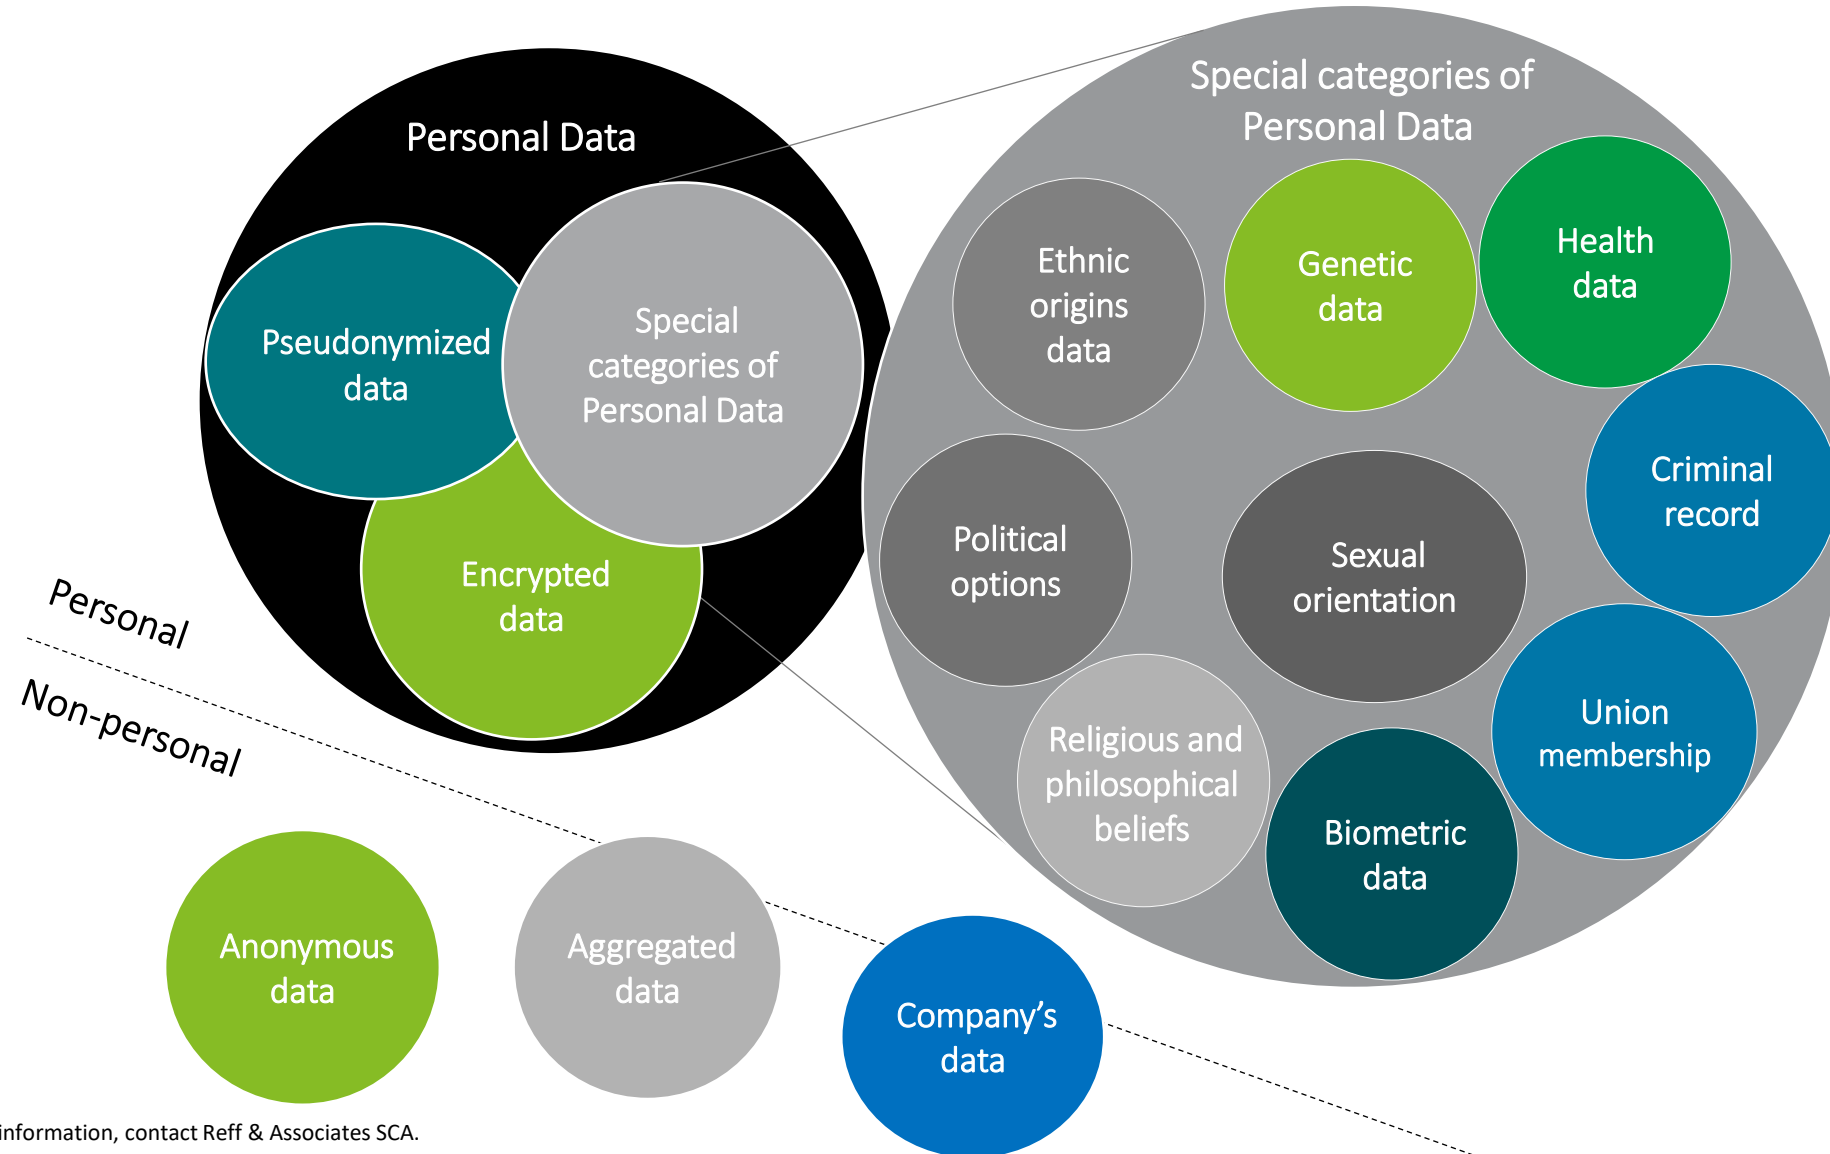 Personal Data
Pseudonymized
data
Special
categories of
Personal Data
Encrypted
data
Special categories of
Personal Data
Ethnic
origins
data
Genetic
data
Health
data
Criminal
record
Political
options
Sexual
orientation
Union
membership
Religious and
philosophical
beliefs
Biometric
data
Personal
Non-personal
Anonymous
data
Aggregated
data
Company’s
data
information, contact Reff & Associates SCA.